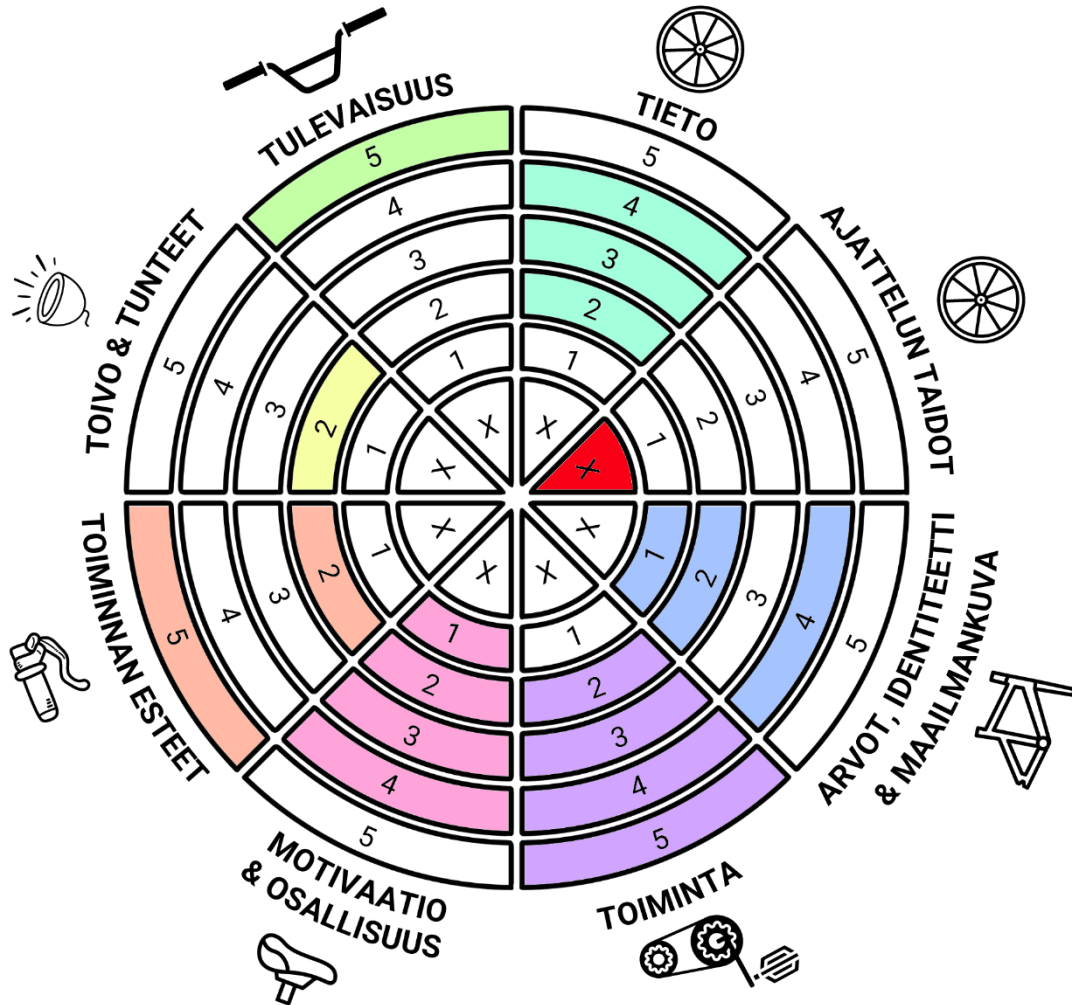 TULEVAISUUS
5
4
3
2
1
X
TIETO
5
4
3
2
1
X
AJATTELUN TAIDOT
5
4
3
2
1
X
ARVOT, IDENTITEETTI
& MAAILMANKUVA
5
4
3
2
1
X
TOIMINTA
5
4
3
2
1
X
MOTIVAATIO
& OSALLISUUS
5
4
3
2
1
X
TOIMINNAN ESTEET
5
4
3
2
1
X
TOIVO & TUNTEET
5
4
3
2
1
X